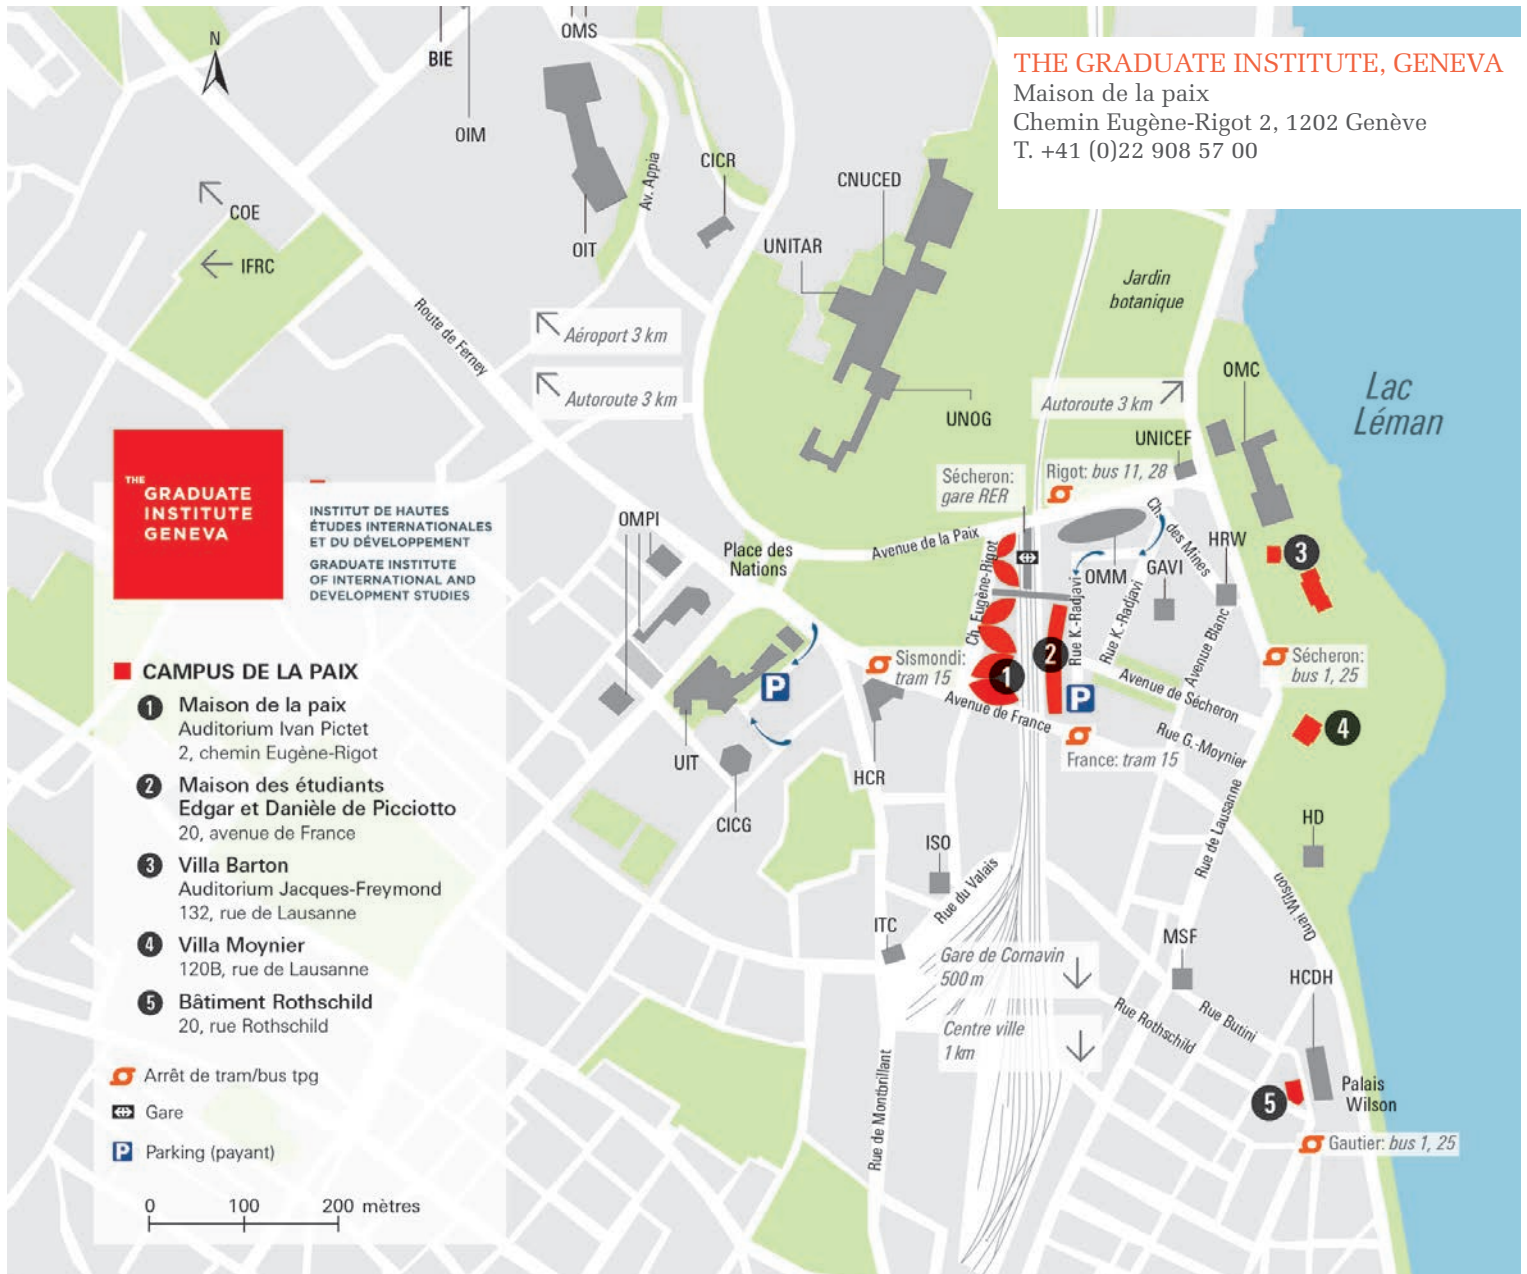 N
BIE
OMS
OIM
THE GRADUATE INSTITUTE, GENEVA
Maison de la paix
Chemin Eugène-Rigot 2, 1202 Genève
T. +41 (0)22 908 57 00
CICR
Av. Appia
CNUCED
COE
OIT
UNITAR
IFRC
Jardin
botanique
Route de Ferney
Aéroport 3 km
Autoroute 3 km
OMC
Lac
Léman
Autoroute 3 km
UNOG
UNICEF
Sécheron:
gare RER
Rigot: bus 11, 28
THE
GRADUATE
INSTITUTE
GENEVA
INSTITUT DE HAUTES
ÉTUDES INTERNATIONALES
ET DU DÉVELOPPEMENT
GRADUATE INSTITUTE
OF INTERNATIONAL AND
DEVELOPMENT STUDIES
OMPI
Place des
Nations
Avenue de la Paix
Ch. des Mines
HRW
3
Ch. Eugène-Rigot
OMM
GAVI
Rue K.-Radjavi
Rue K.-Radjavi
Avenue Blanc
Sismondi:
tram 15
1
2
Sécheron:
bus 1, 25
P
P
Avenue de Sécheron
Avenue de France
4
Rue G.-Moynier
UIT
France: tram 15
HCR
CICG
Rue de Lausanne
HD
ISO
Rue du Valais
Quai Wilson
ITC
MSF
Gare de Cornavin
500 m
HCDH
Rue Butini
Rue Rothschild
Centre ville
1 km
Rue de Montbrillant
5
Palais
Wilson
Gautier: bus 1, 25
CAMPUS DE LA PAIX
1 Maison de la paix
Auditorium Ivan Pictet
2, chemin Eugène-Rigot
2 Maison des étudiants
Edgar et Danièle de Picciotto
20, avenue de France
3 Villa Barton
Auditorium Jacques-Freymond
132, rue de Lausanne
4 Villa Moynier
120B, rue de Lausanne
5 Bâtiment Rothschild
20, rue Rothschild
Arrêt de tram/bus tpg
Gare
P Parking (payant)
0 100 200 mètres